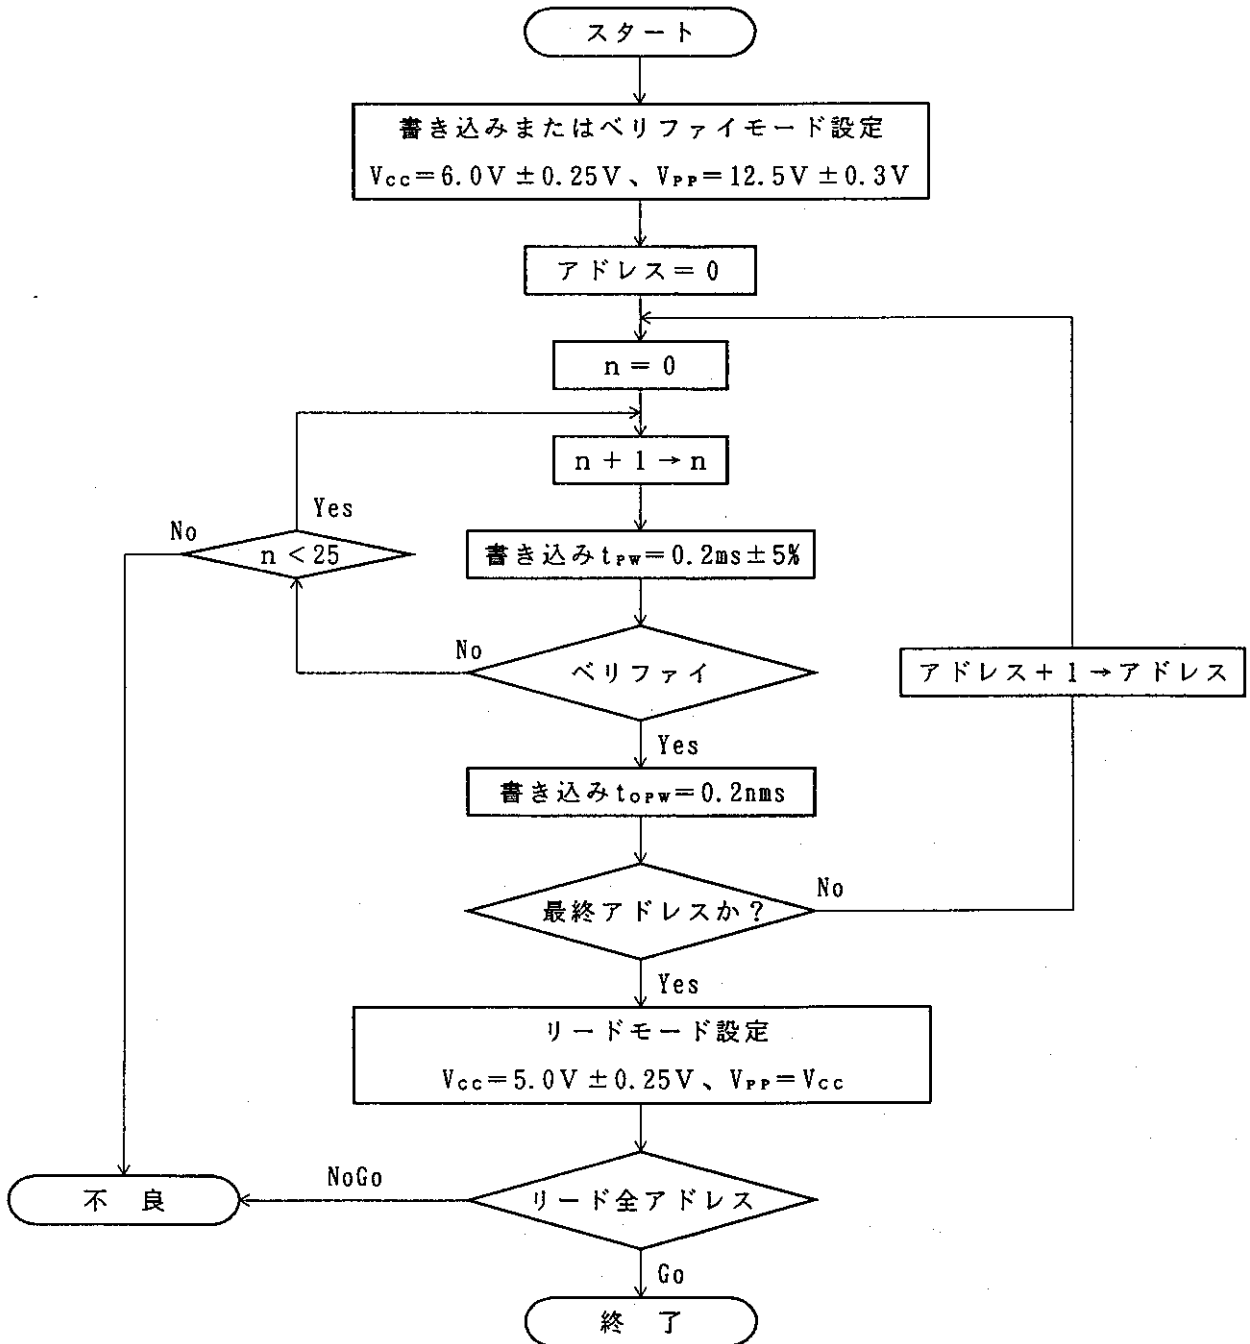 スタート
書き込みまたはベリファイモード設定
Vcc=6.0V±0.25V、VPP=12.5V±0.3V
アドレス=0
n=0
n+1→n
Yes
No
n<25
書き込みtPW=0.2ms±5%
No
ベリファイ
アドレス+1→アドレス
Yes
書き込みtOPW=0.2nms
No
最終アドレスか?
Yes
リードモード設定
Vcc=5.0V±0.25V、VPP=Vcc
NoGo
不良
リード全アドレス
Go
終了